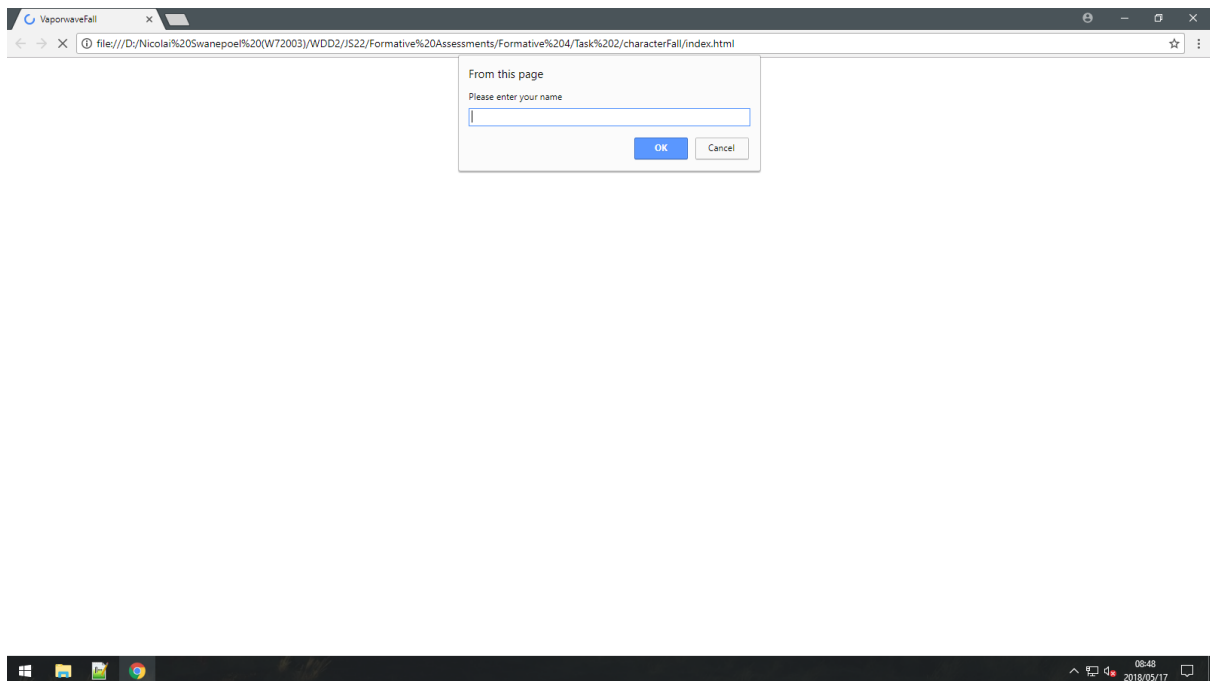 VaporwaveFall
file:///D:/Nicolai%20Swanepoel%20(W72003)/WDD2/JS22/Formative%20Assessments/Formative%204/Task%202/characterFall/index.html
From this page
Please enter your name
OK Cancel
08:48
2018/05/17